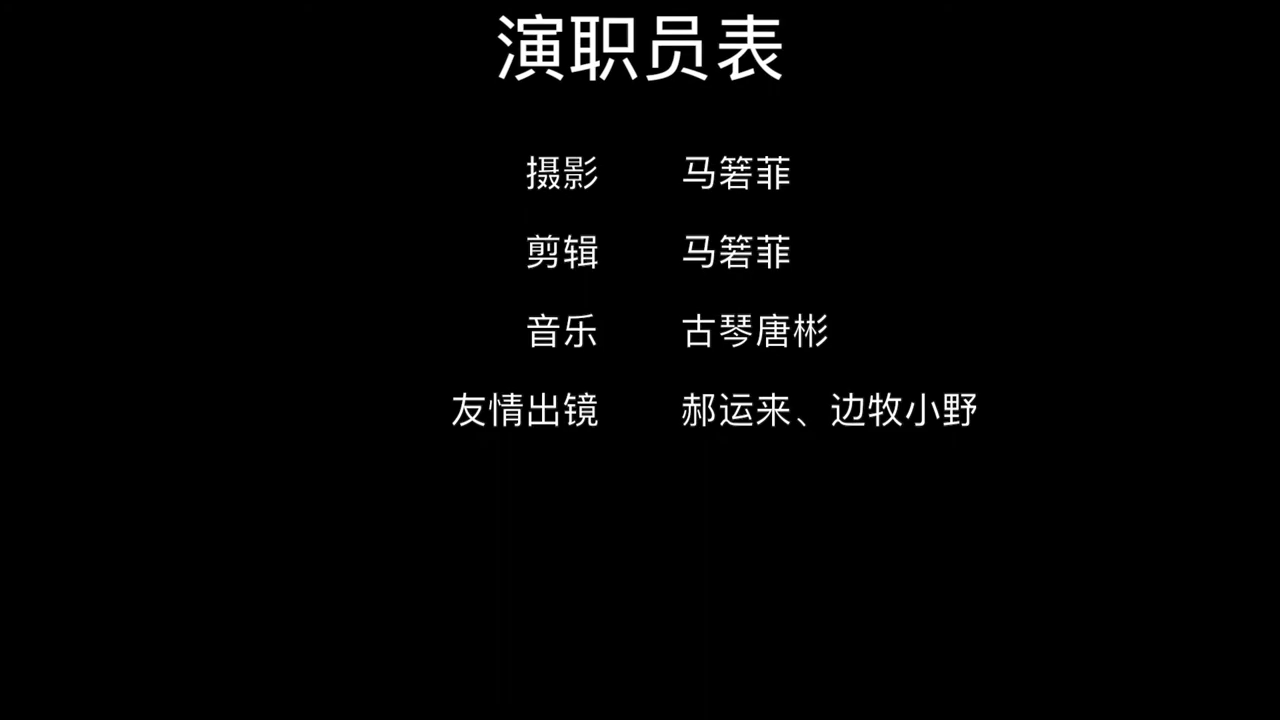 演职员表
摄影 马箬菲
剪辑 马箬菲
音乐 古琴唐彬
友情出镜 郝运来、边牧小野